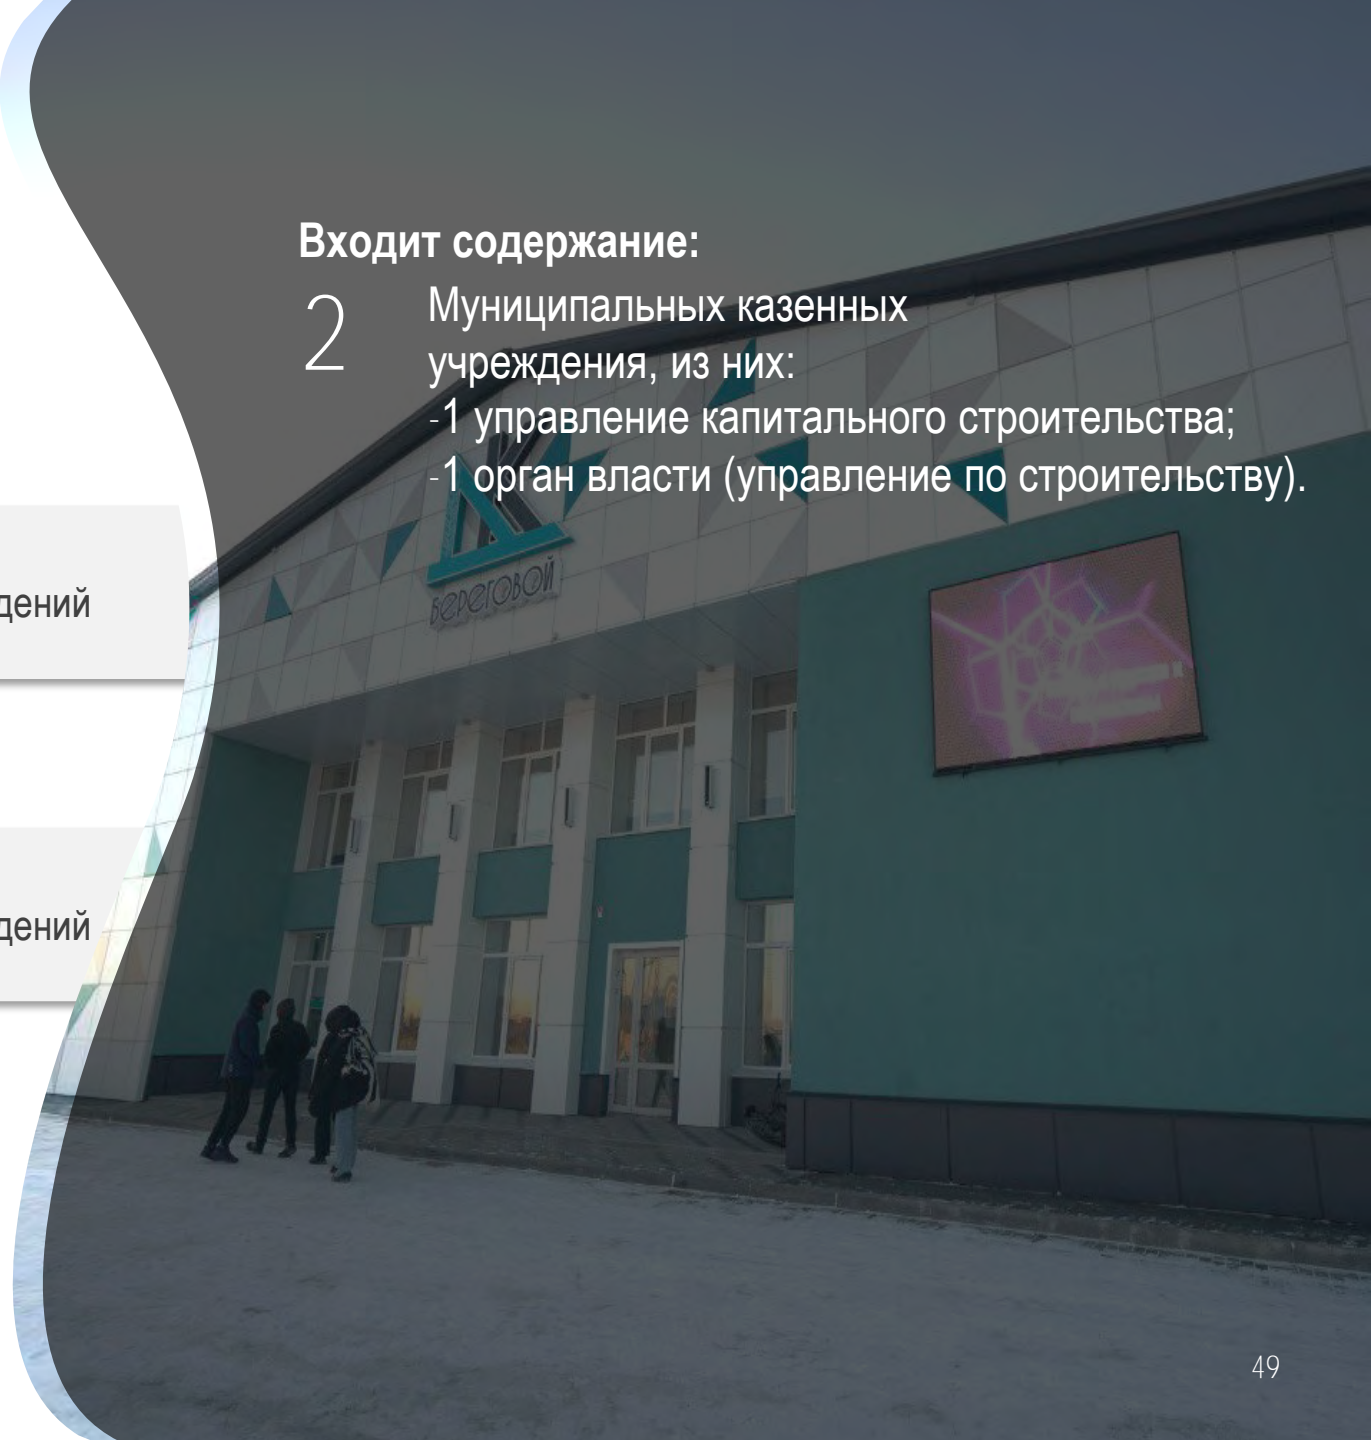 Входит содержание:
2
Муниципальных казенных
учреждения, из них:
-1 управление капитального строительства;
-1 орган власти (управление по строительству).
ДК
БЕРЕГОВОЙ
дений
дений
49